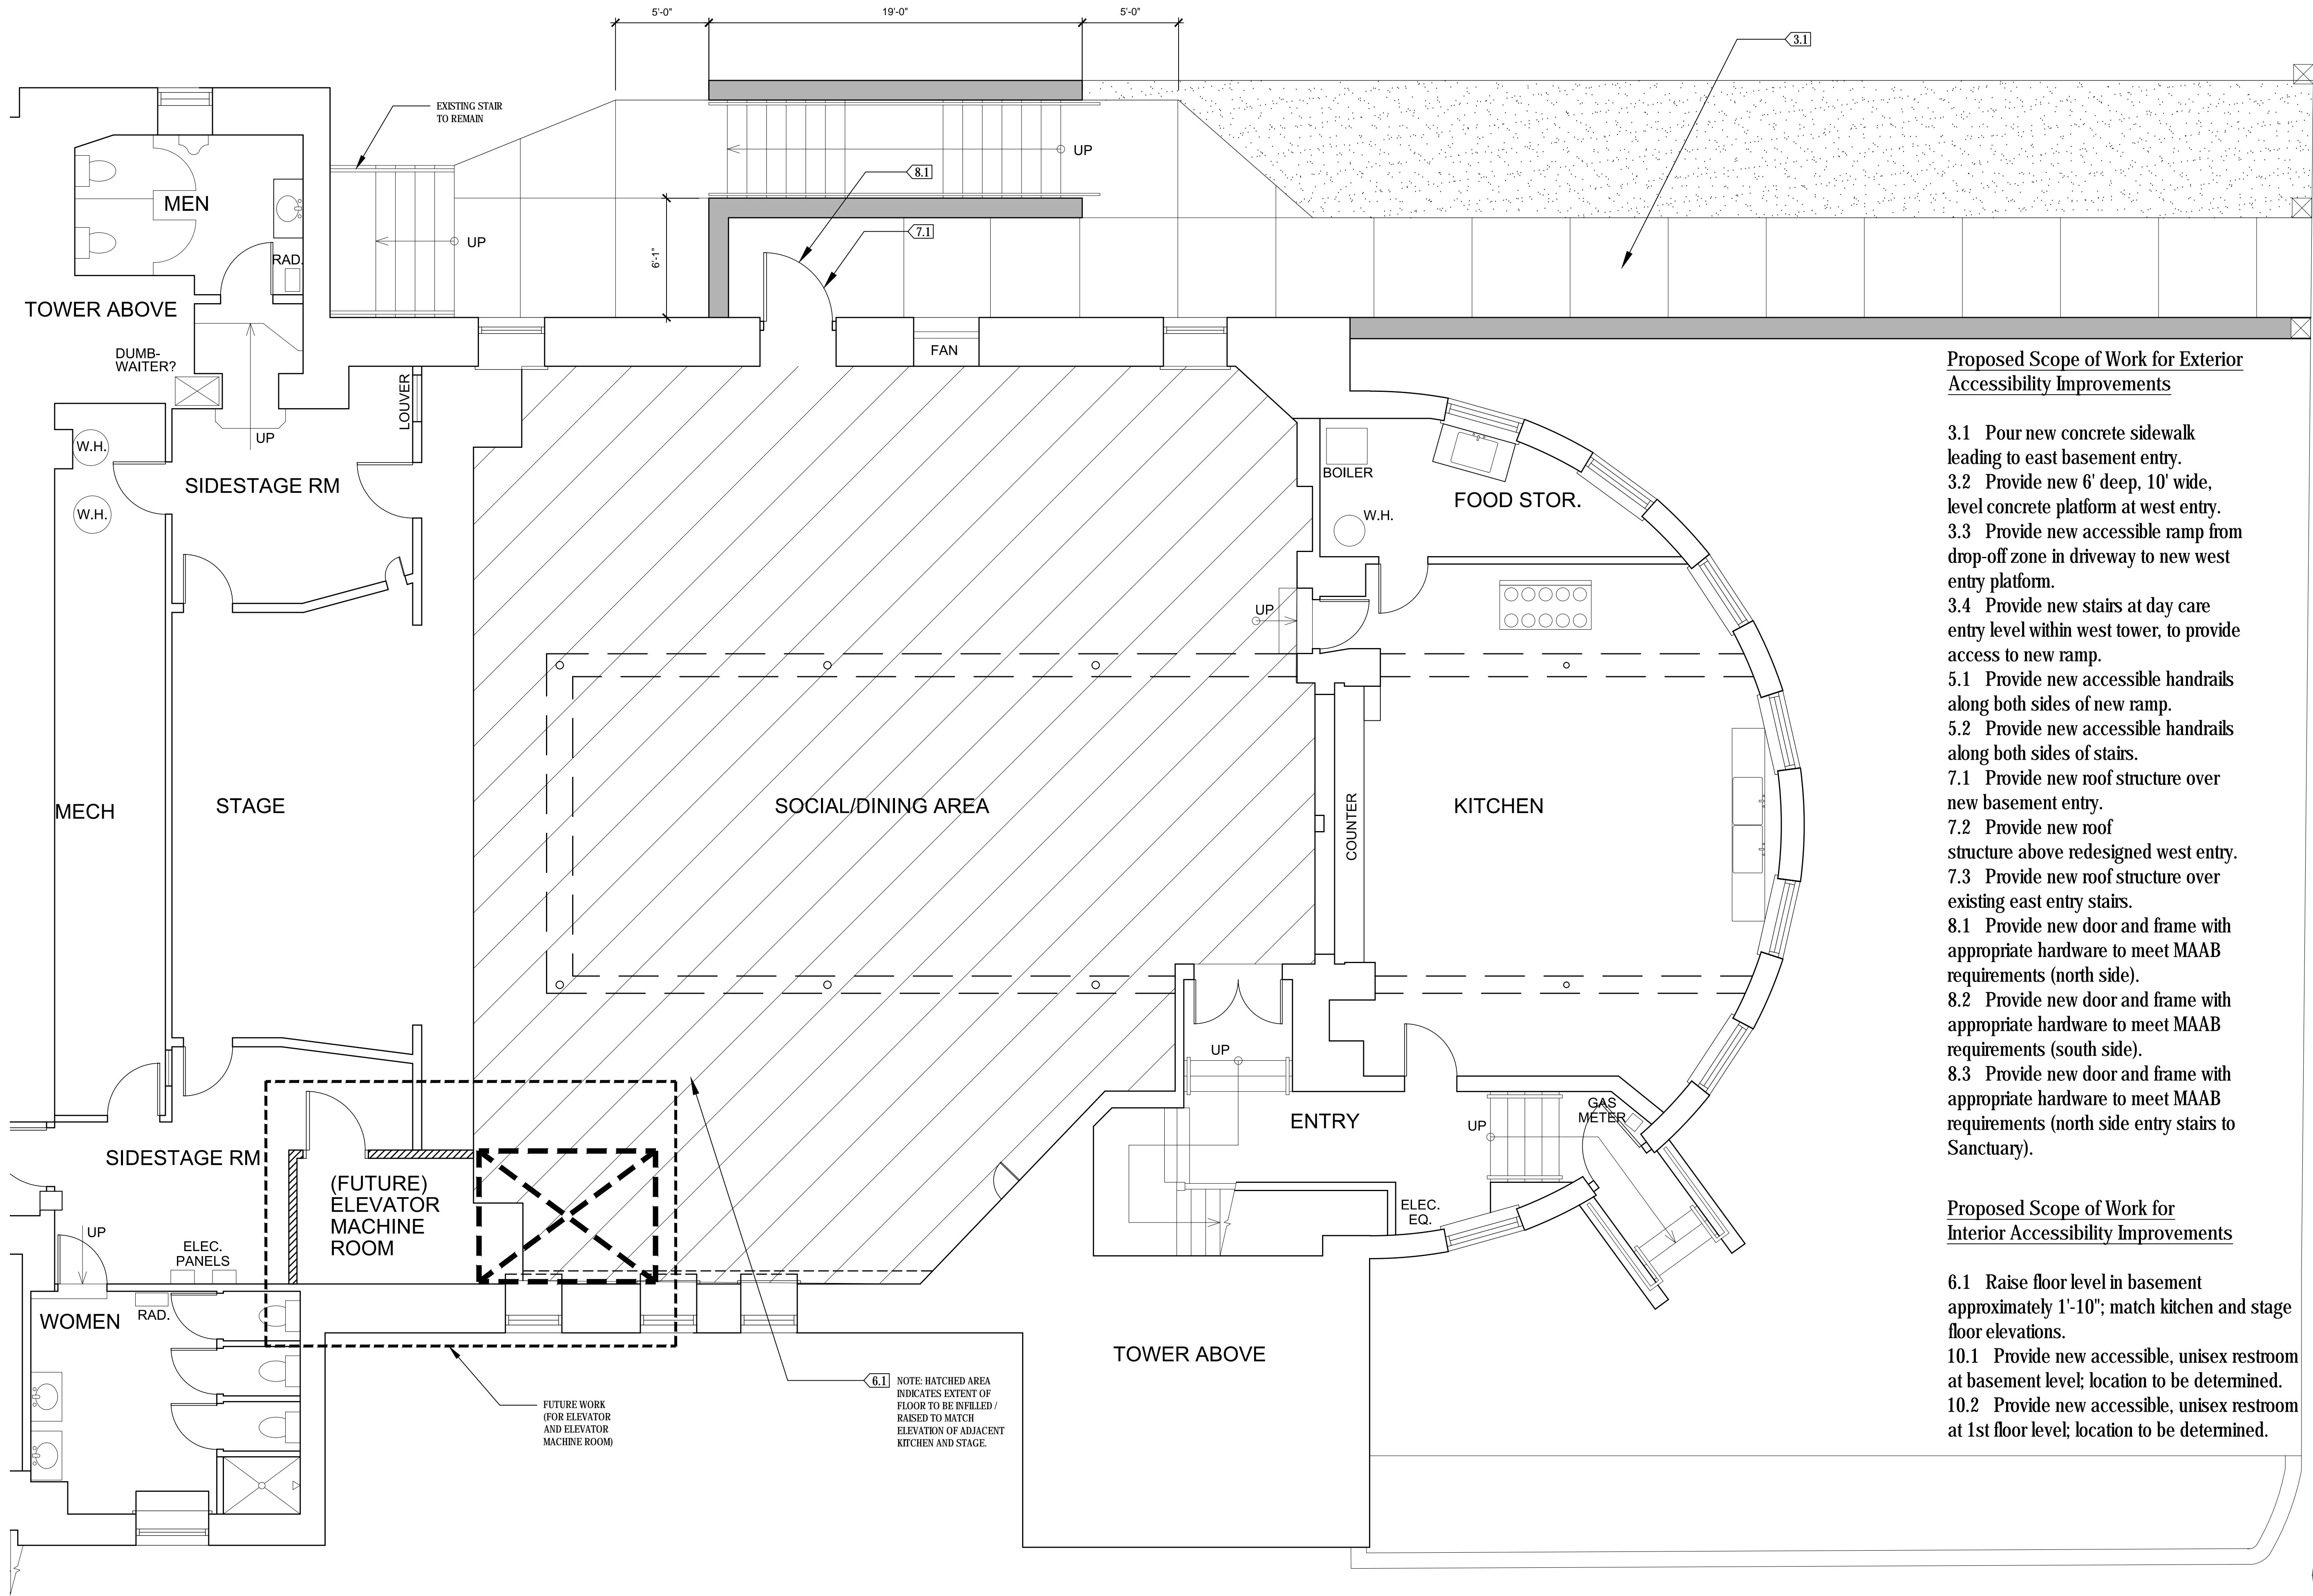 5'-0"
19'-0"
5'-0"
3.1
EXISTING STAIR
TO REMAIN
UP
8.1
MEN
7.1
UP
6'-1"
RAD.
TOWER ABOVE
FAN
DUMB-
WAITER?
LOUVER
UP
W.H.
SIDESTAGE RM
W.H.
BOILER
FOOD STOR.
W.H.
UP
MECH
STAGE
SOCIAL/DINING AREA
COUNTER
KITCHEN
UP
ENTRY
UP
GAS
METER
SIDESTAGE RM
(FUTURE)
ELEVATOR
MACHINE
ROOM
ELEC.
EQ.
UP
ELEC.
PANELS
WOMEN
RAD.
TOWER ABOVE
FUTURE WORK
(FOR ELEVATOR
AND ELEVATOR
MACHINE ROOM)
6.1
NOTE: HATCHED AREA
INDICATES EXTENT OF
FLOOR TO BE INFILLED /
RAISED TO MATCH
ELEVATION OF ADJACENT
KITCHEN AND STAGE.
Proposed Scope of Work for Exterior
Accessibility Improvements
3.1 Pour new concrete sidewalk
leading to east basement entry.
3.2 Provide new 6' deep, 10' wide,
level concrete platform at west entry.
3.3 Provide new accessible ramp from
drop-off zone in driveway to new west
entry platform.
3.4 Provide new stairs at day care
entry level within west tower, to provide
access to new ramp.
5.1 Provide new accessible handrails
along both sides of new ramp.
5.2 Provide new accessible handrails
along both sides of stairs.
7.1 Provide new roof structure over
new basement entry.
7.2 Provide new roof
structure above redesigned west entry.
7.3 Provide new roof structure over
existing east entry stairs.
8.1 Provide new door and frame with
appropriate hardware to meet MAAB
requirements (north side).
8.2 Provide new door and frame with
appropriate hardware to meet MAAB
requirements (south side).
8.3 Provide new door and frame with
appropriate hardware to meet MAAB
requirements (north side entry stairs to
Sanctuary).
Proposed Scope of Work for
Interior Accessibility Improvements
6.1 Raise floor level in basement
approximately 1'-10"; match kitchen and stage
floor elevations.
10.1 Provide new accessible, unisex restroom
at basement level; location to be determined.
10.2 Provide new accessible, unisex restroom
at 1st floor level; location to be determined.